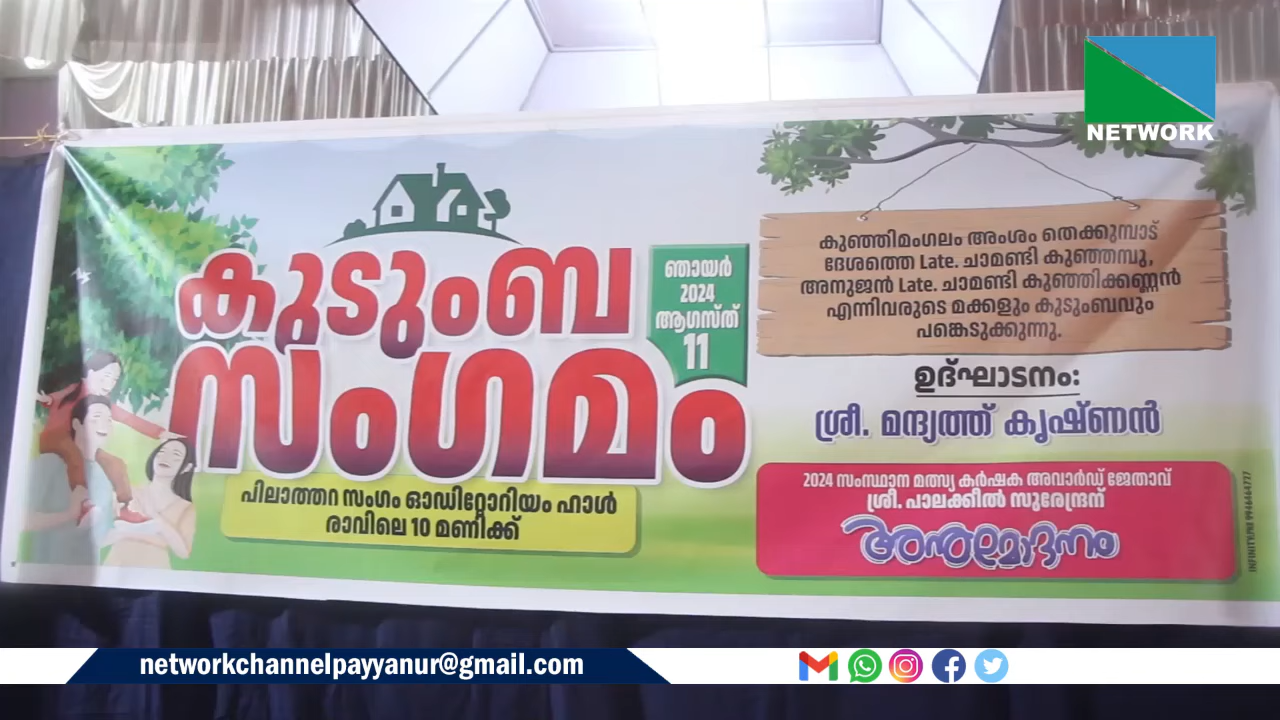 NETWORK
കുടുംബ
സംഗമം
ഞായർ
2024
ആഗസ്ത്
11
പിലാത്തറ സംഗം ഓഡിറ്റോറിയം ഹാൾ
രാവിലെ 10 മണിക്ക്
കുഞ്ഞിമംഗലം അംശം തെക്കുമ്പാട്
ദേശത്തെ Late. ചാമണ്ടി കുഞ്ഞമ്പു,
അനുജൻ Late. ചാമണ്ടി കുഞ്ഞിക്കണ്ണൻ
എന്നിവരുടെ മക്കളും കുടുംബവും
പങ്കെടുക്കുന്നു.
ഉദ്ഘാടനം:
ശ്രീ. മന്ദ്യത്ത് കൃഷ്ണൻ
2024 സംസ്ഥാന മത്സ്യ കർഷക അവാർഡ് ജേതാവ്
ശ്രീ. പാലക്കീൽ സുരേന്ദ്രന്
അനുമോദനം
networkchannelpayyanur@gmail.com